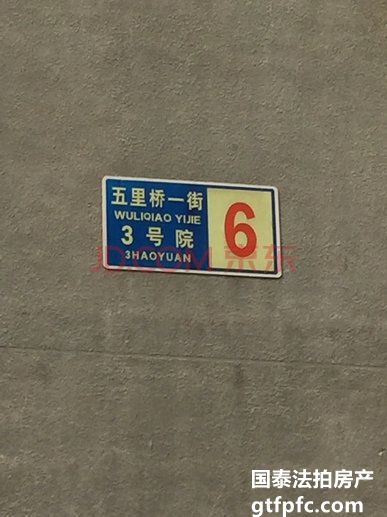 五里桥一街
WULIQIAO YIJIE
3号院
3HAOYUAN
6
JD.COM 京东
国泰法拍房产
gtfpfc.com